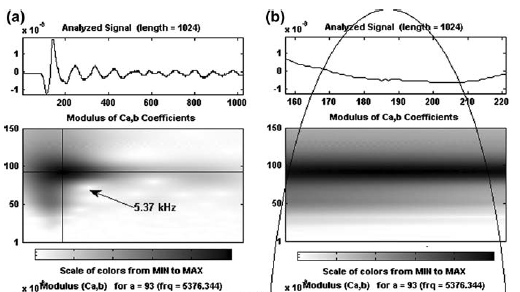 (a)
x 10⁻³ Analyzed Signal (length = 1024)
1
0
-1
200 400 600 800 1000
Modulus of Ca,b Coefficients
150
100
50
1
5.37 kHz
Scale of colors from MIN to MAX
Modulus (Ca,b) for a = 93 (frq = 5376.344)
(b)
x 10⁻³ Analyzed Signal (length = 1024)
1
0
-1
160 170 180 190 200 210 220
Modulus of Ca,b Coefficients
150
100
50
1
Scale of colors from MIN to MAX
Modulus (Ca,b) for a = 93 (frq = 5376.344)